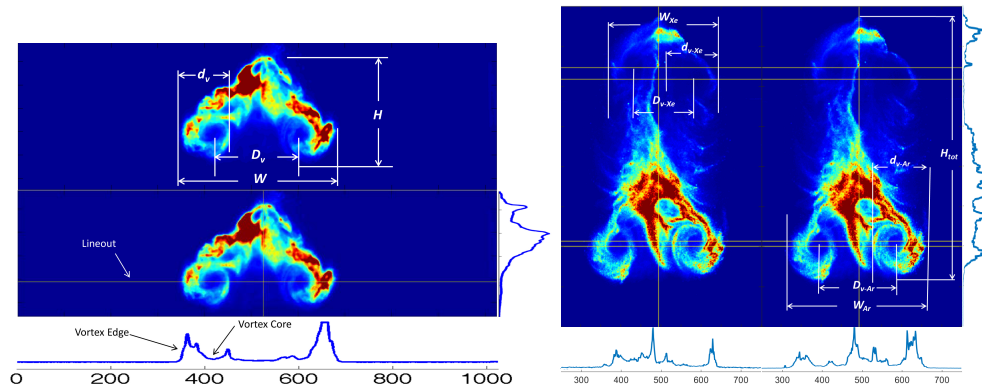 d_v
H
D_v
W
Lineout
Vortex Edge
Vortex Core
0 200 400 600 800 1000
W_Xe
d_v-Xe
D_v-Xe
H_tot
d_v-Ar
D_v-Ar
W_Ar
300 400 500 600 700 300 400 500 600 700